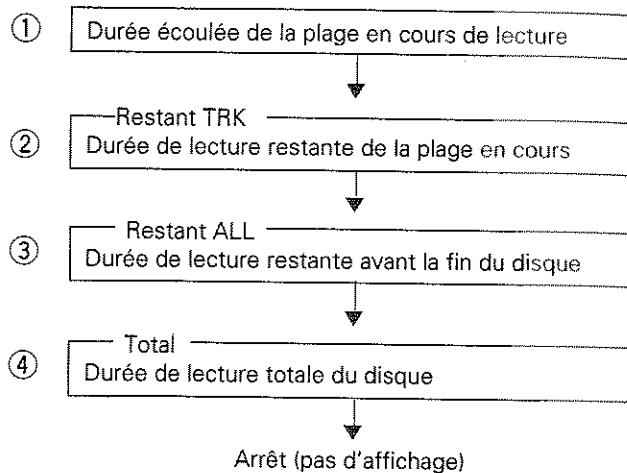 ① Durée écoulée de la plage en cours de lecture
Restant TRK
② Durée de lecture restante de la plage en cours
Restant ALL
③ Durée de lecture restante avant la fin du disque
Total
④ Durée de lecture totale du disque
Arrêt (pas d'affichage)